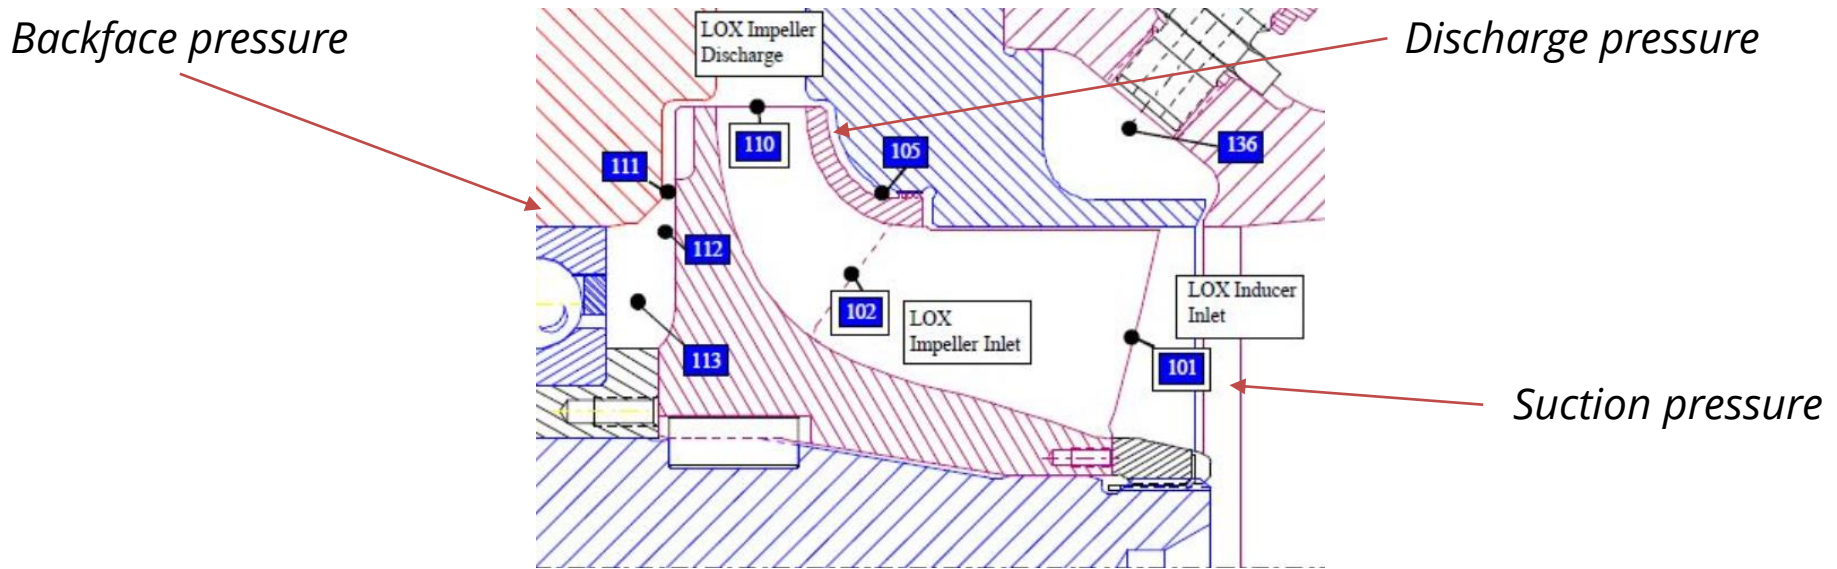 Backface pressure
LOX Impeller
Discharge
Discharge pressure
110
105
136
111
112
102
LOX
Impeller Inlet
LOX Inducer
Inlet
113
101
Suction pressure